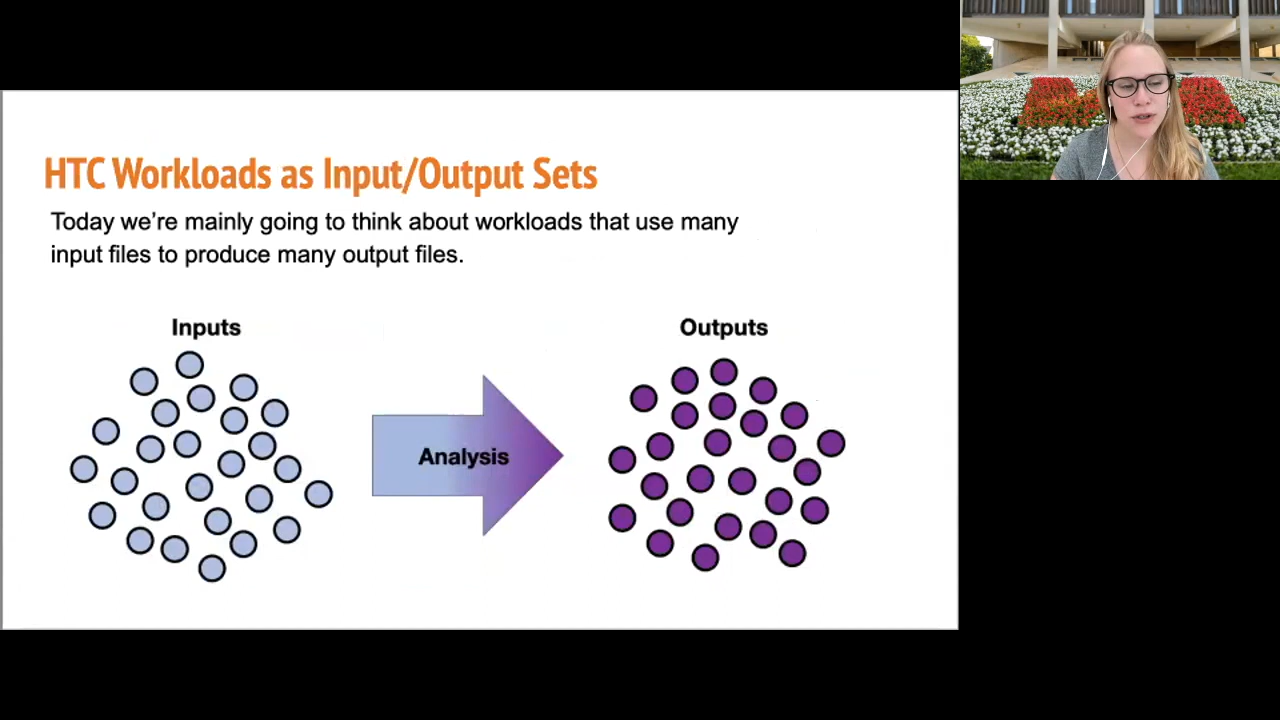 HTC Workloads as Input/Output Sets
Today we’re mainly going to think about workloads that use many
input files to produce many output files.
Inputs
Outputs
Analysis